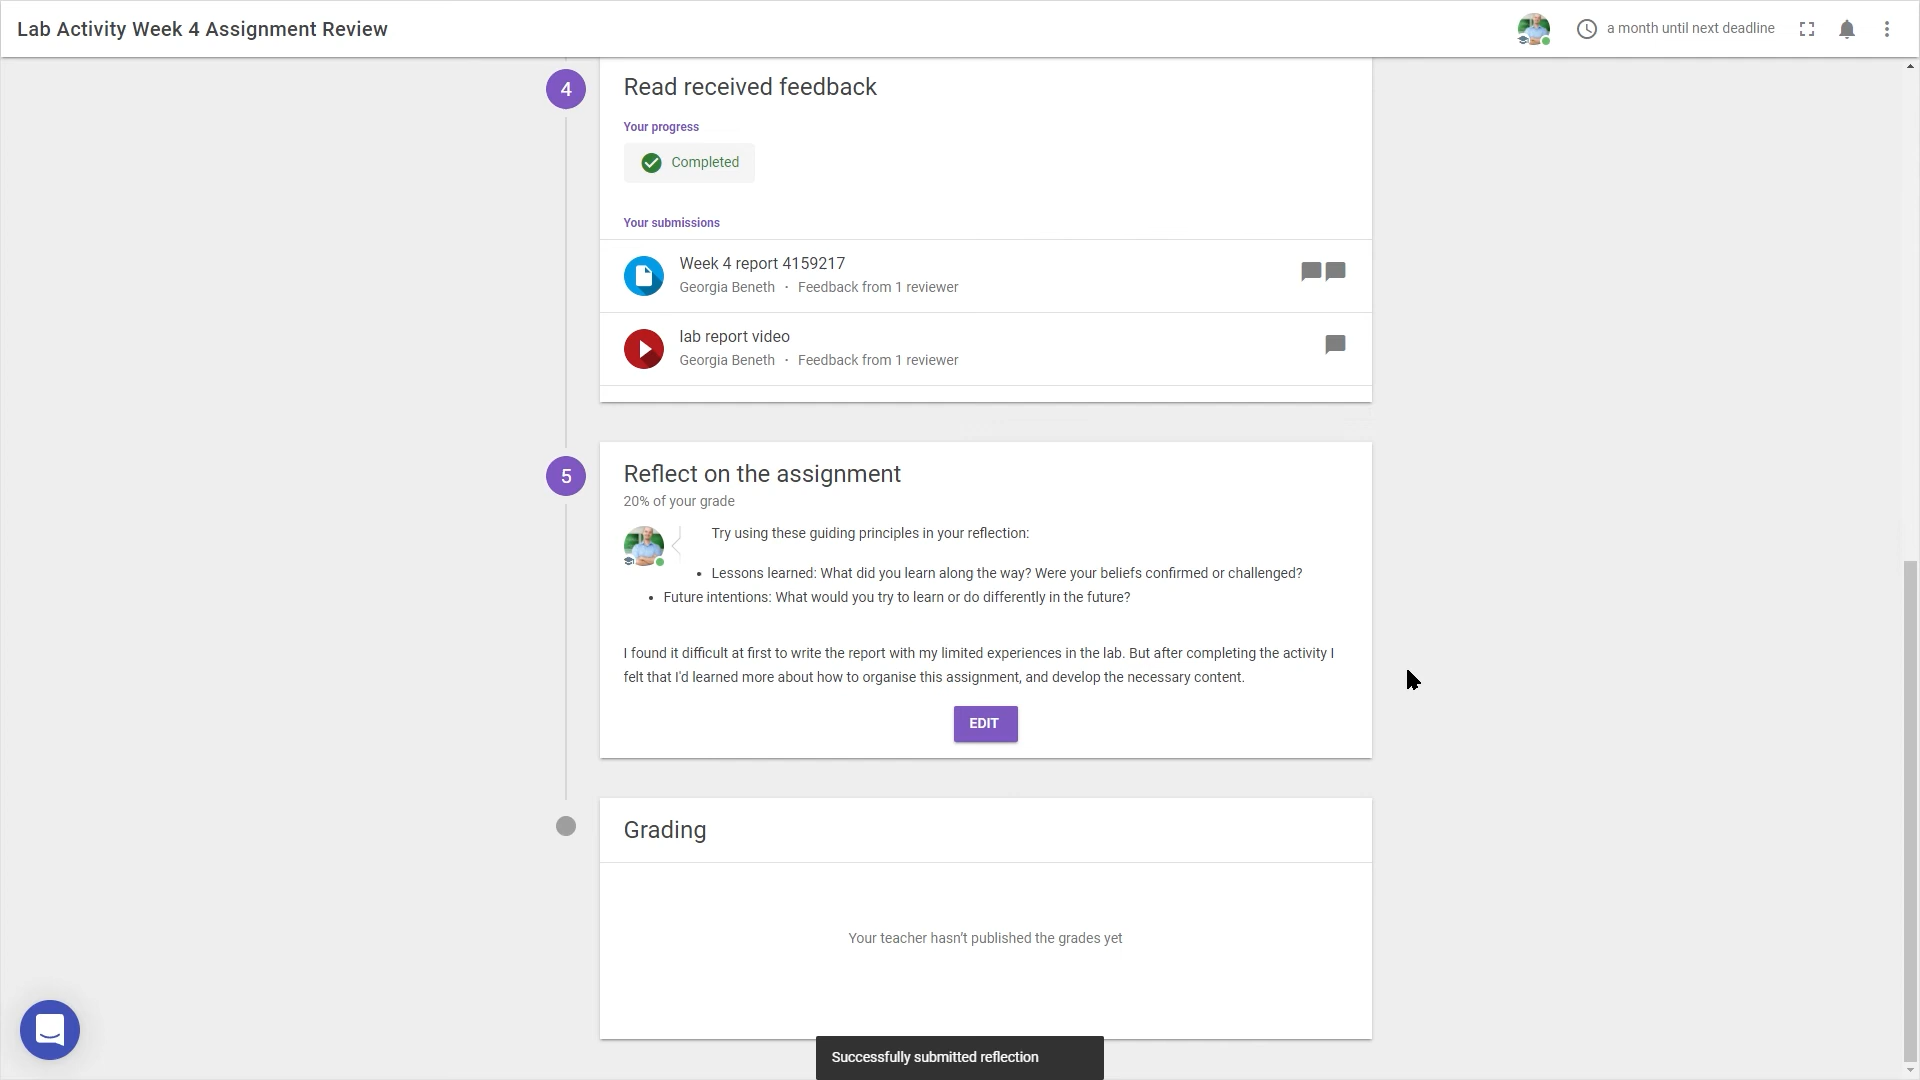 Lab Activity Week 4 Assignment Review
a month until next deadline
4
Read received feedback
Your progress
Completed
Your submissions
Week 4 report 4159217
Georgia Beneth · Feedback from 1 reviewer
lab report video
Georgia Beneth · Feedback from 1 reviewer
5
Reflect on the assignment
20% of your grade
Try using these guiding principles in your reflection:
• Lessons learned: What did you learn along the way? Were your beliefs confirmed or challenged?
• Future intentions: What would you try to learn or do differently in the future?
I found it difficult at first to write the report with my limited experiences in the lab. But after completing the activity I
felt that I'd learned more about how to organise this assignment, and develop the necessary content.
EDIT
Grading
Your teacher hasn't published the grades yet
Successfully submitted reflection